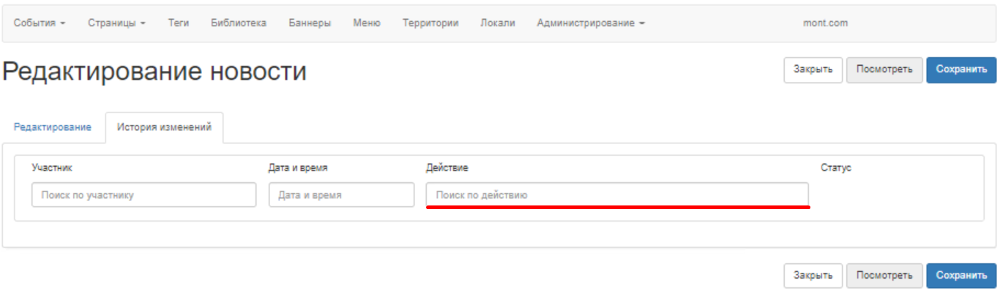 События Страницы Теги Библиотека Баннеры Меню Территории Локали Администрирование mont.com
Редактирование новости Закрыть Посмотреть Сохранить
Редактирование История изменений
Участник Дата и время Действие Статус
Поиск по участнику Дата и время Поиск по действию
Закрыть Посмотреть Сохранить